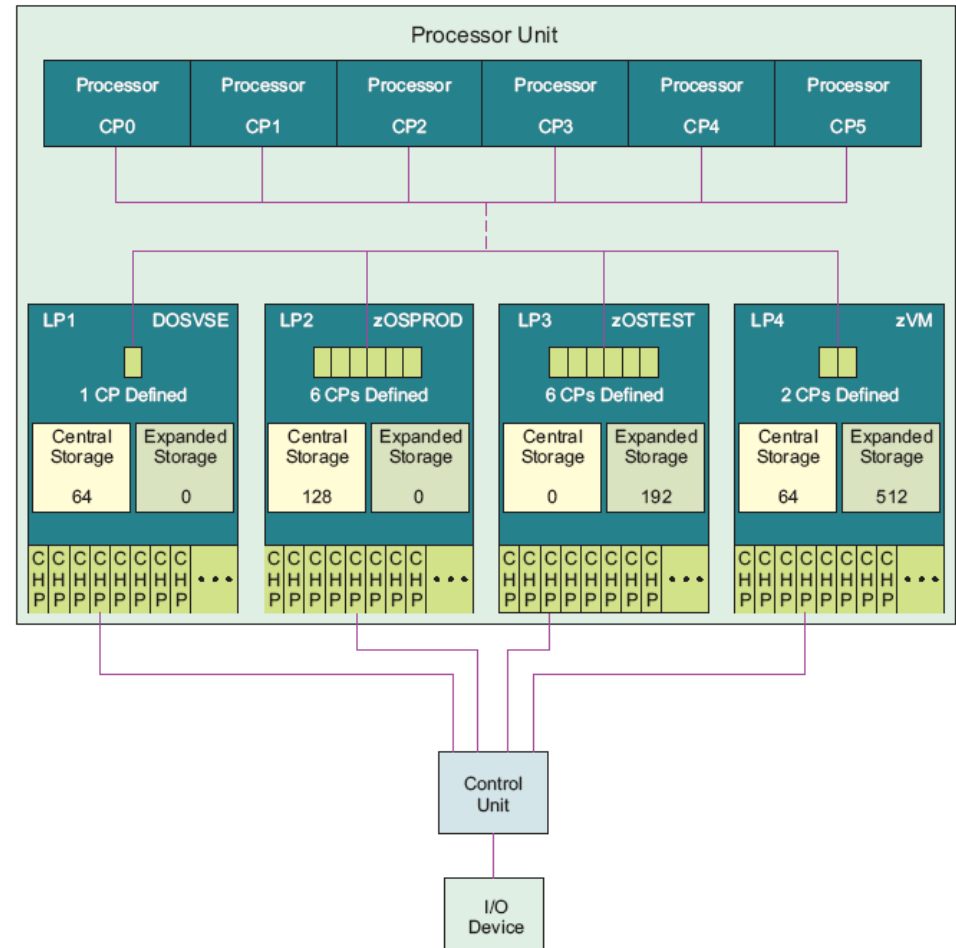 Processor Unit
Processor Processor Processor Processor Processor Processor
CP0 CP1 CP2 CP3 CP4 CP5
LP1 DOSVSE
1 CP Defined
Central Expanded
Storage Storage
64 0
C C C C C C C C
H H H H H H H H ...
P P P P P P P P
LP2 zOSPROD
6 CPs Defined
Central Expanded
Storage Storage
128 0
C C C C C C C C
H H H H H H H H ...
P P P P P P P P
LP3 zOSTEST
6 CPs Defined
Central Expanded
Storage Storage
0 192
C C C C C C C C
H H H H H H H H ...
P P P P P P P P
LP4 zVM
2 CPs Defined
Central Expanded
Storage Storage
64 512
C C C C C C C C
H H H H H H H H ...
P P P P P P P P
Control
Unit
I/O
Device